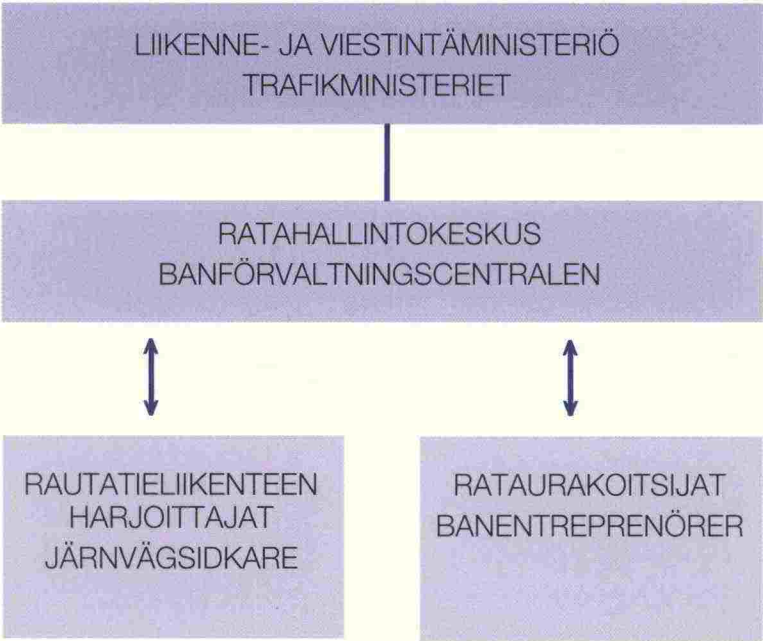 LIIKENNE- JA VIESTINTÄMINISTERIÖ
TRAFIKMINISTERIET
RATAHALLINTOKESKUS
BANFÖRVALTNINGSCENTRALEN
RAUTATIELIIKENTEEN
HARJOITTAJAT
JÄRNVÄGSIDKARE
RATAURAKOITSIJAT
BANENTREPRENÖRER